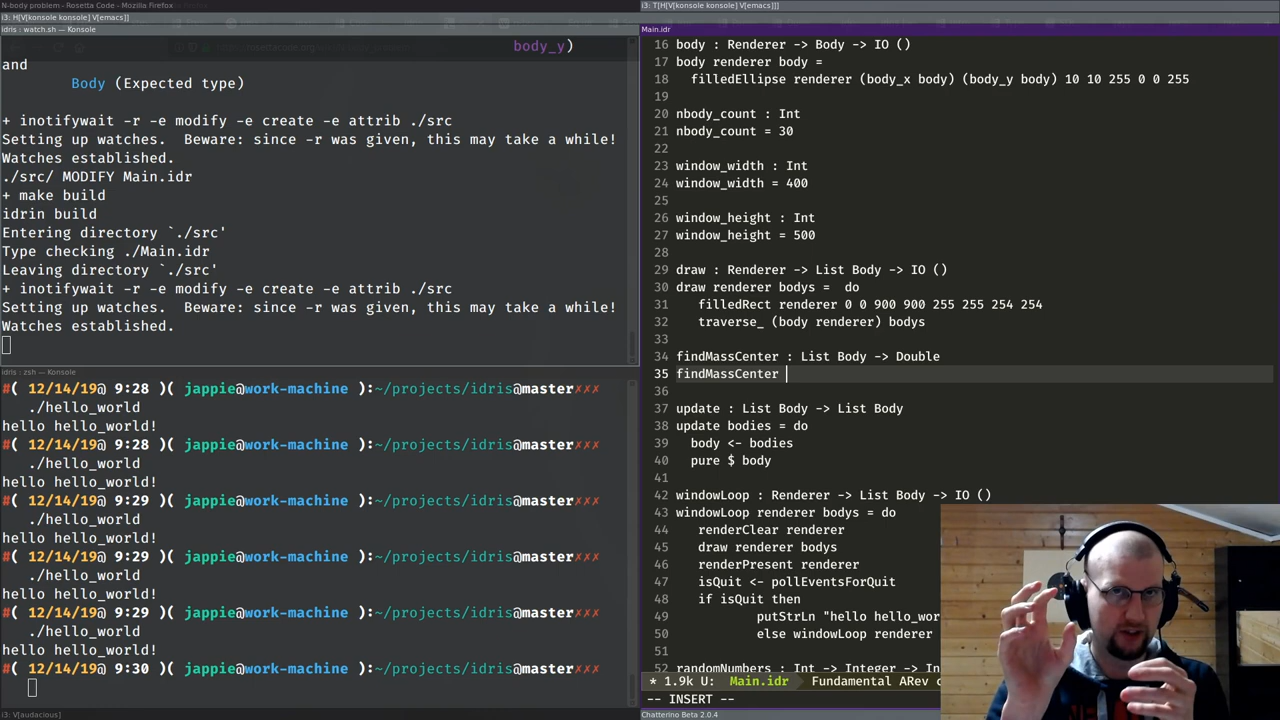 N-body problem - Rosetta Code - Mozilla Firefox
i3: H[V[konsole konsole] V[emacs]]
idris : watch.sh — Konsole
body_y)
and
Body (Expected type)
+ inotifywait -r -e modify -e create -e attrib ./src
Setting up watches.  Beware: since -r was given, this may take a while!
Watches established.
./src/ MODIFY Main.idr
+ make build
idrin build
Entering directory `./src'
Type checking ./Main.idr
Leaving directory `./src'
+ inotifywait -r -e modify -e create -e attrib ./src
Setting up watches.  Beware: since -r was given, this may take a while!
Watches established.
idris : zsh — Konsole
#( 12/14/19@ 9:28 )( jappie@work-machine ):~/projects/idris@master✗✗✗
./hello_world
hello hello_world!
#( 12/14/19@ 9:28 )( jappie@work-machine ):~/projects/idris@master✗✗✗
./hello_world
hello hello_world!
#( 12/14/19@ 9:29 )( jappie@work-machine ):~/projects/idris@master✗✗✗
./hello_world
hello hello_world!
#( 12/14/19@ 9:29 )( jappie@work-machine ):~/projects/idris@master✗✗✗
./hello_world
hello hello_world!
#( 12/14/19@ 9:29 )( jappie@work-machine ):~/projects/idris@master✗✗✗
./hello_world
hello hello_world!
#( 12/14/19@ 9:30 )( jappie@work-machine ):~/projects/idris@master✗✗✗
i3: V[audacious]
i3: T[H[V[konsole konsole] V[emacs]]]
Main.idr
16 body : Renderer -> Body -> IO ()
17 body renderer body =
18   filledEllipse renderer (body_x body) (body_y body) 10 10 255 0 0 255
19
20 nbody_count : Int
21 nbody_count = 30
22
23 window_width : Int
24 window_width = 400
25
26 window_height : Int
27 window_height = 500
28
29 draw : Renderer -> List Body -> IO ()
30 draw renderer bodys =  do
31    filledRect renderer 0 0 900 900 255 255 254 254
32    traverse_ (body renderer) bodys
33
34 findMassCenter : List Body -> Double
35 findMassCenter
36
37 update : List Body -> List Body
38 update bodies = do
39   body <- bodies
40   pure $ body
41
42 windowLoop : Renderer -> List Body -> IO ()
43 windowLoop renderer bodys = do
44    renderClear renderer
45    draw renderer bodys
46    renderPresent renderer
47    isQuit <- pollEventsForQuit
48    if isQuit then
49            putStrLn "hello hello_wor
50            else windowLoop renderer
51
52 randomNumbers : Int -> Integer -> In
* 1.9k U: Main.idr Fundamental ARev c
-- INSERT --
Chatterino Beta 2.0.4